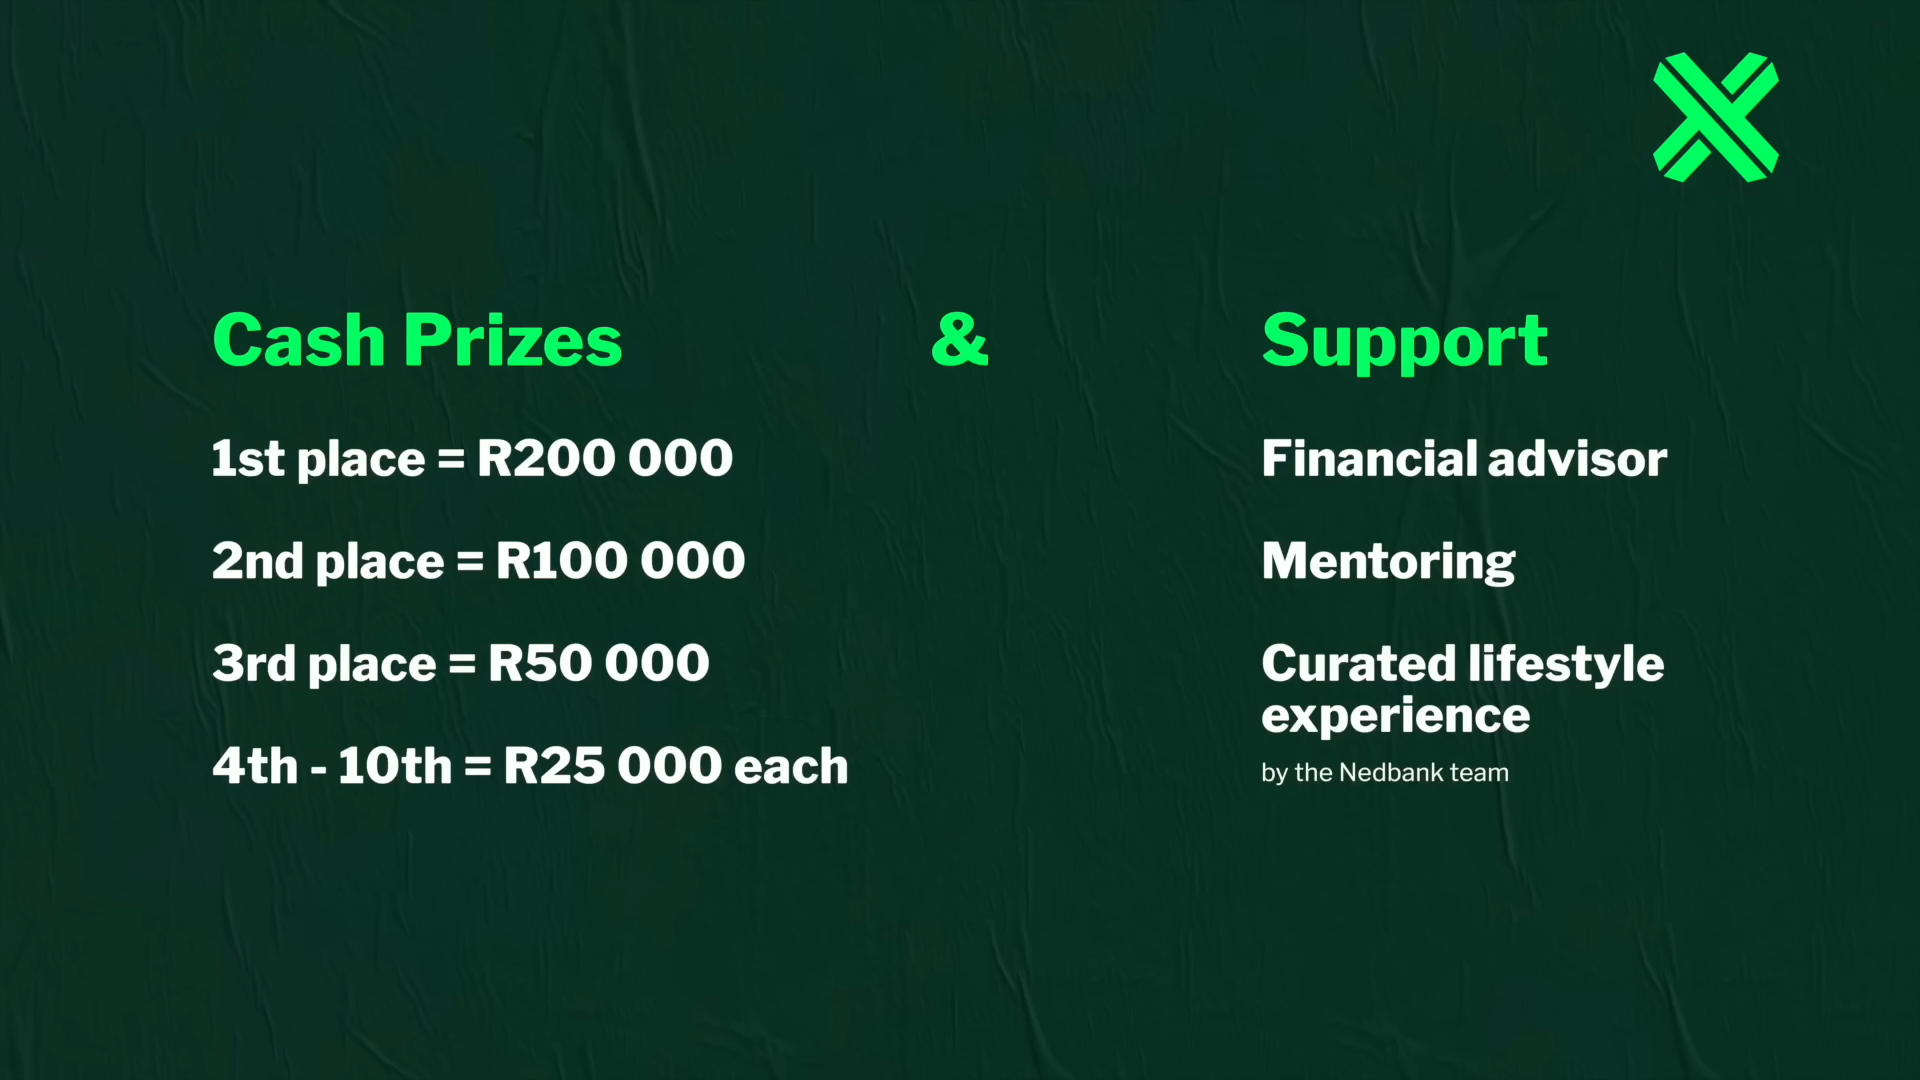 Cash Prizes & Support
1st place = R200 000
2nd place = R100 000
3rd place = R50 000
4th - 10th = R25 000 each
Financial advisor
Mentoring
Curated lifestyle
experience
by the Nedbank team